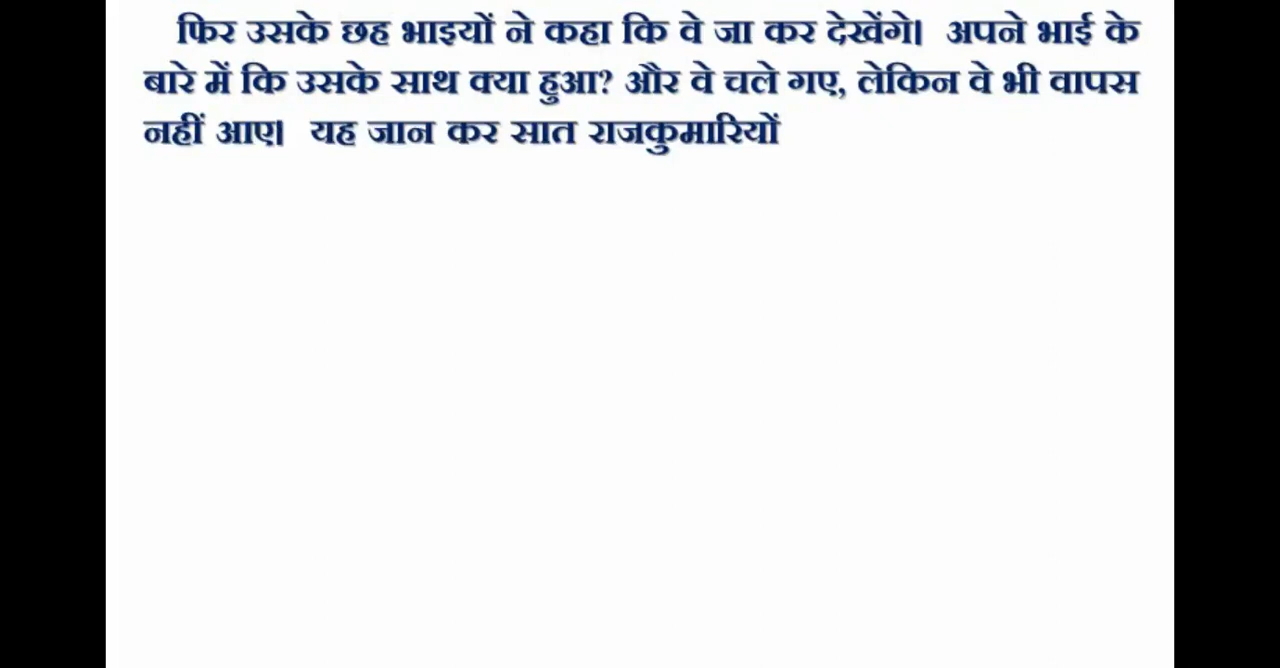 फिर उसके छह भाइयों ने कहा कि वे जा कर देखेंगे। अपने भाई के
बारे में कि उसके साथ क्या हुआ? और वे चले गए, लेकिन वे भी वापस
नहीं आए। यह जान कर सात राजकुमारियों